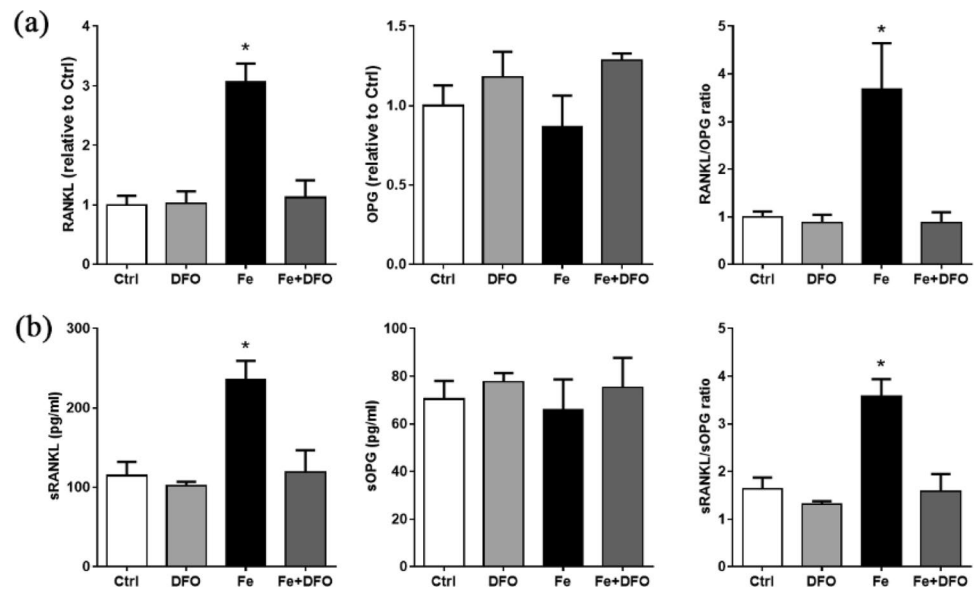 (a)
RANKL (relative to Ctrl)
4
3
2
1
0
*
Ctrl DFO Fe Fe+DFO
OPG (relative to Ctrl)
1.5
1.0
0.5
0.0
Ctrl DFO Fe Fe+DFO
RANKL/OPG ratio
5
4
3
2
1
0
*
Ctrl DFO Fe Fe+DFO
(b)
sRANKL (pg/ml)
300
200
100
0
*
Ctrl DFO Fe Fe+DFO
sOPG (pg/ml)
100
80
60
40
20
0
Ctrl DFO Fe Fe+DFO
sRANKL/sOPG ratio
5
4
3
2
1
0
*
Ctrl DFO Fe Fe+DFO